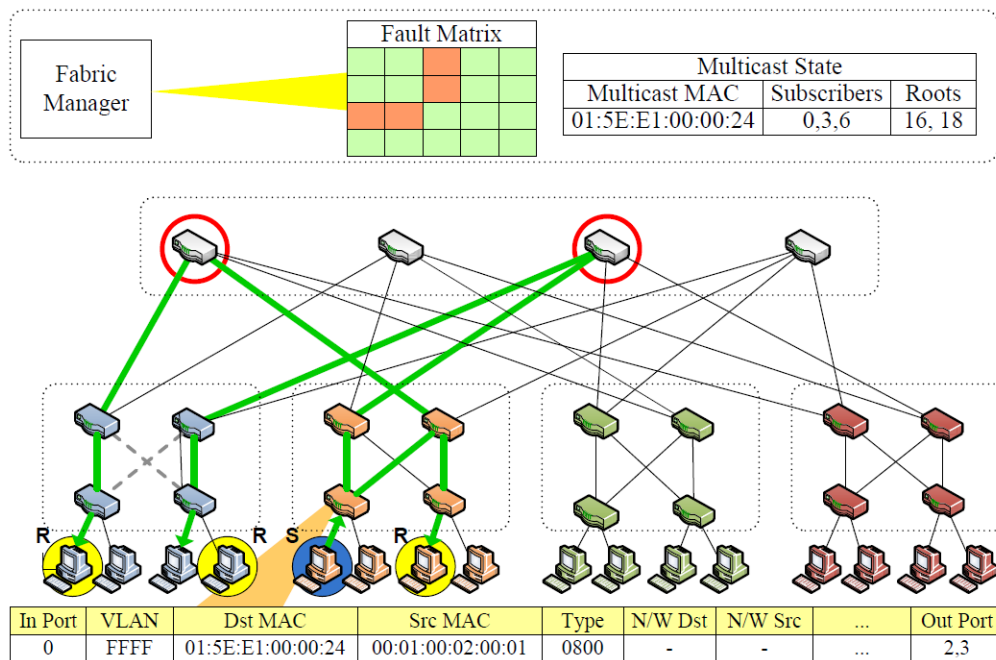 Fabric
Manager
Fault Matrix
Multicast State
Multicast MAC Subscribers Roots
01:5E:E1:00:00:24 0,3,6 16, 18
R R S R
In Port VLAN Dst MAC Src MAC Type N/W Dst N/W Src ... Out Port
0 FFFF 01:5E:E1:00:00:24 00:01:00:02:00:01 0800 - - ... 2,3